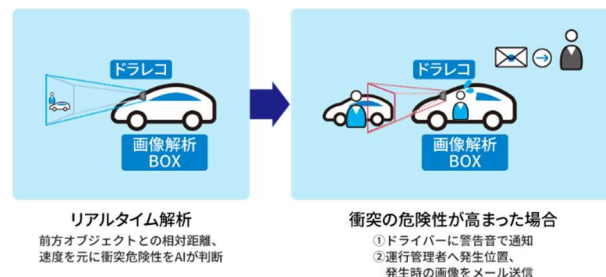 ドラレコ
画像解析
BOX
リアルタイム解析
前方オブジェクトとの相対距離、
速度を元に衝突危険性をAIが判断
ドラレコ
画像解析
BOX
衝突の危険性が高まった場合
①ドライバーに警告音で通知
②運行管理者へ発生位置、
発生時の画像をメール送信